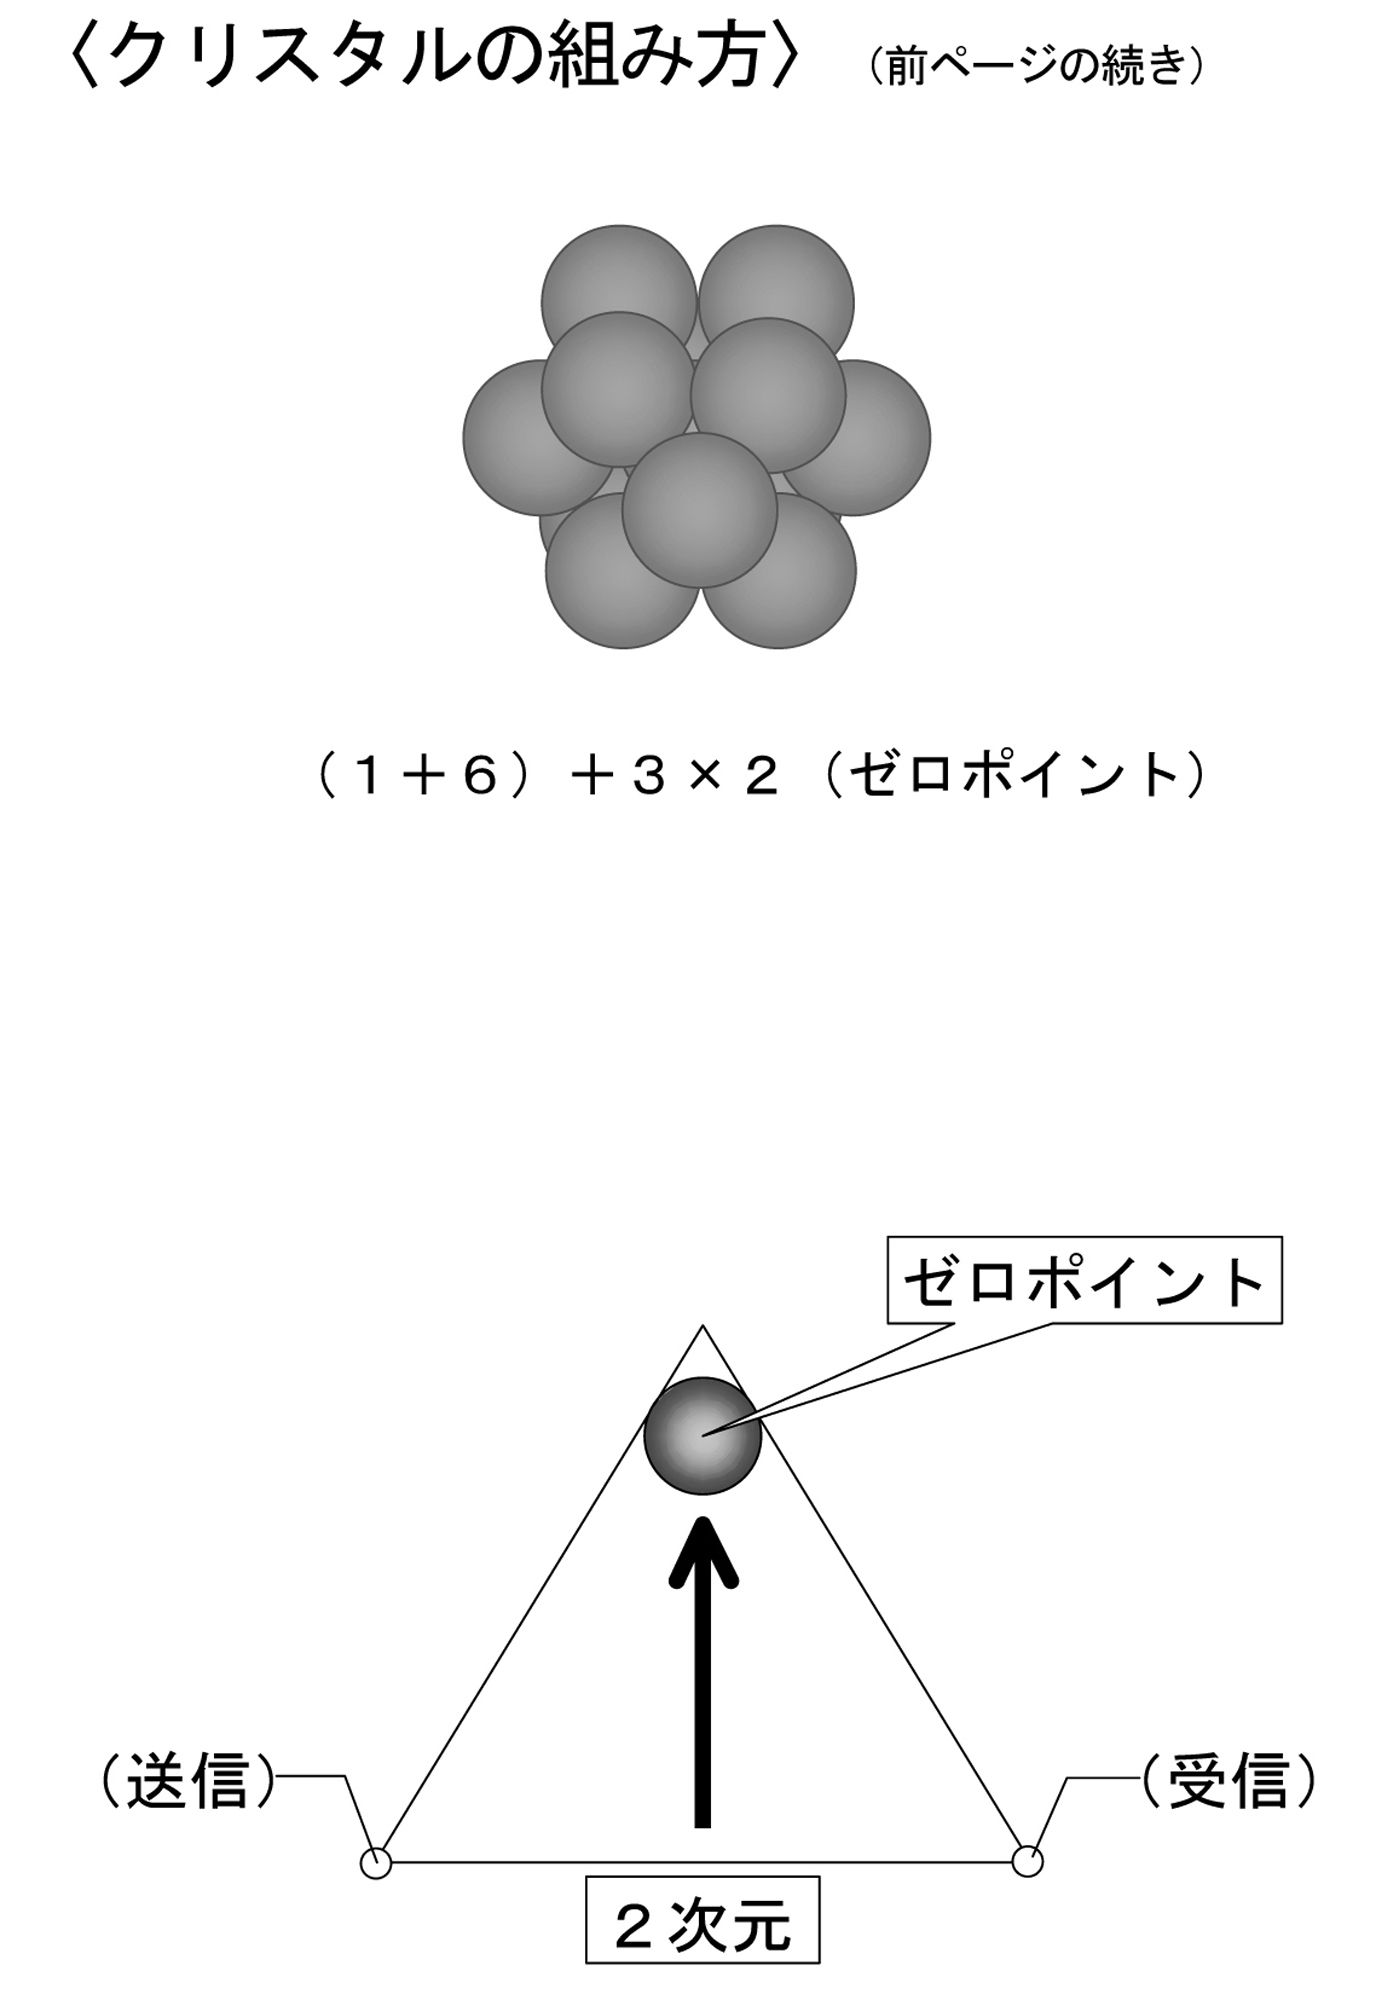 〈クリスタルの組み方〉 (前ページの続き)
(１＋６)＋３×２ (ゼロポイント)
ゼロポイント
(送信)
(受信)
２次元